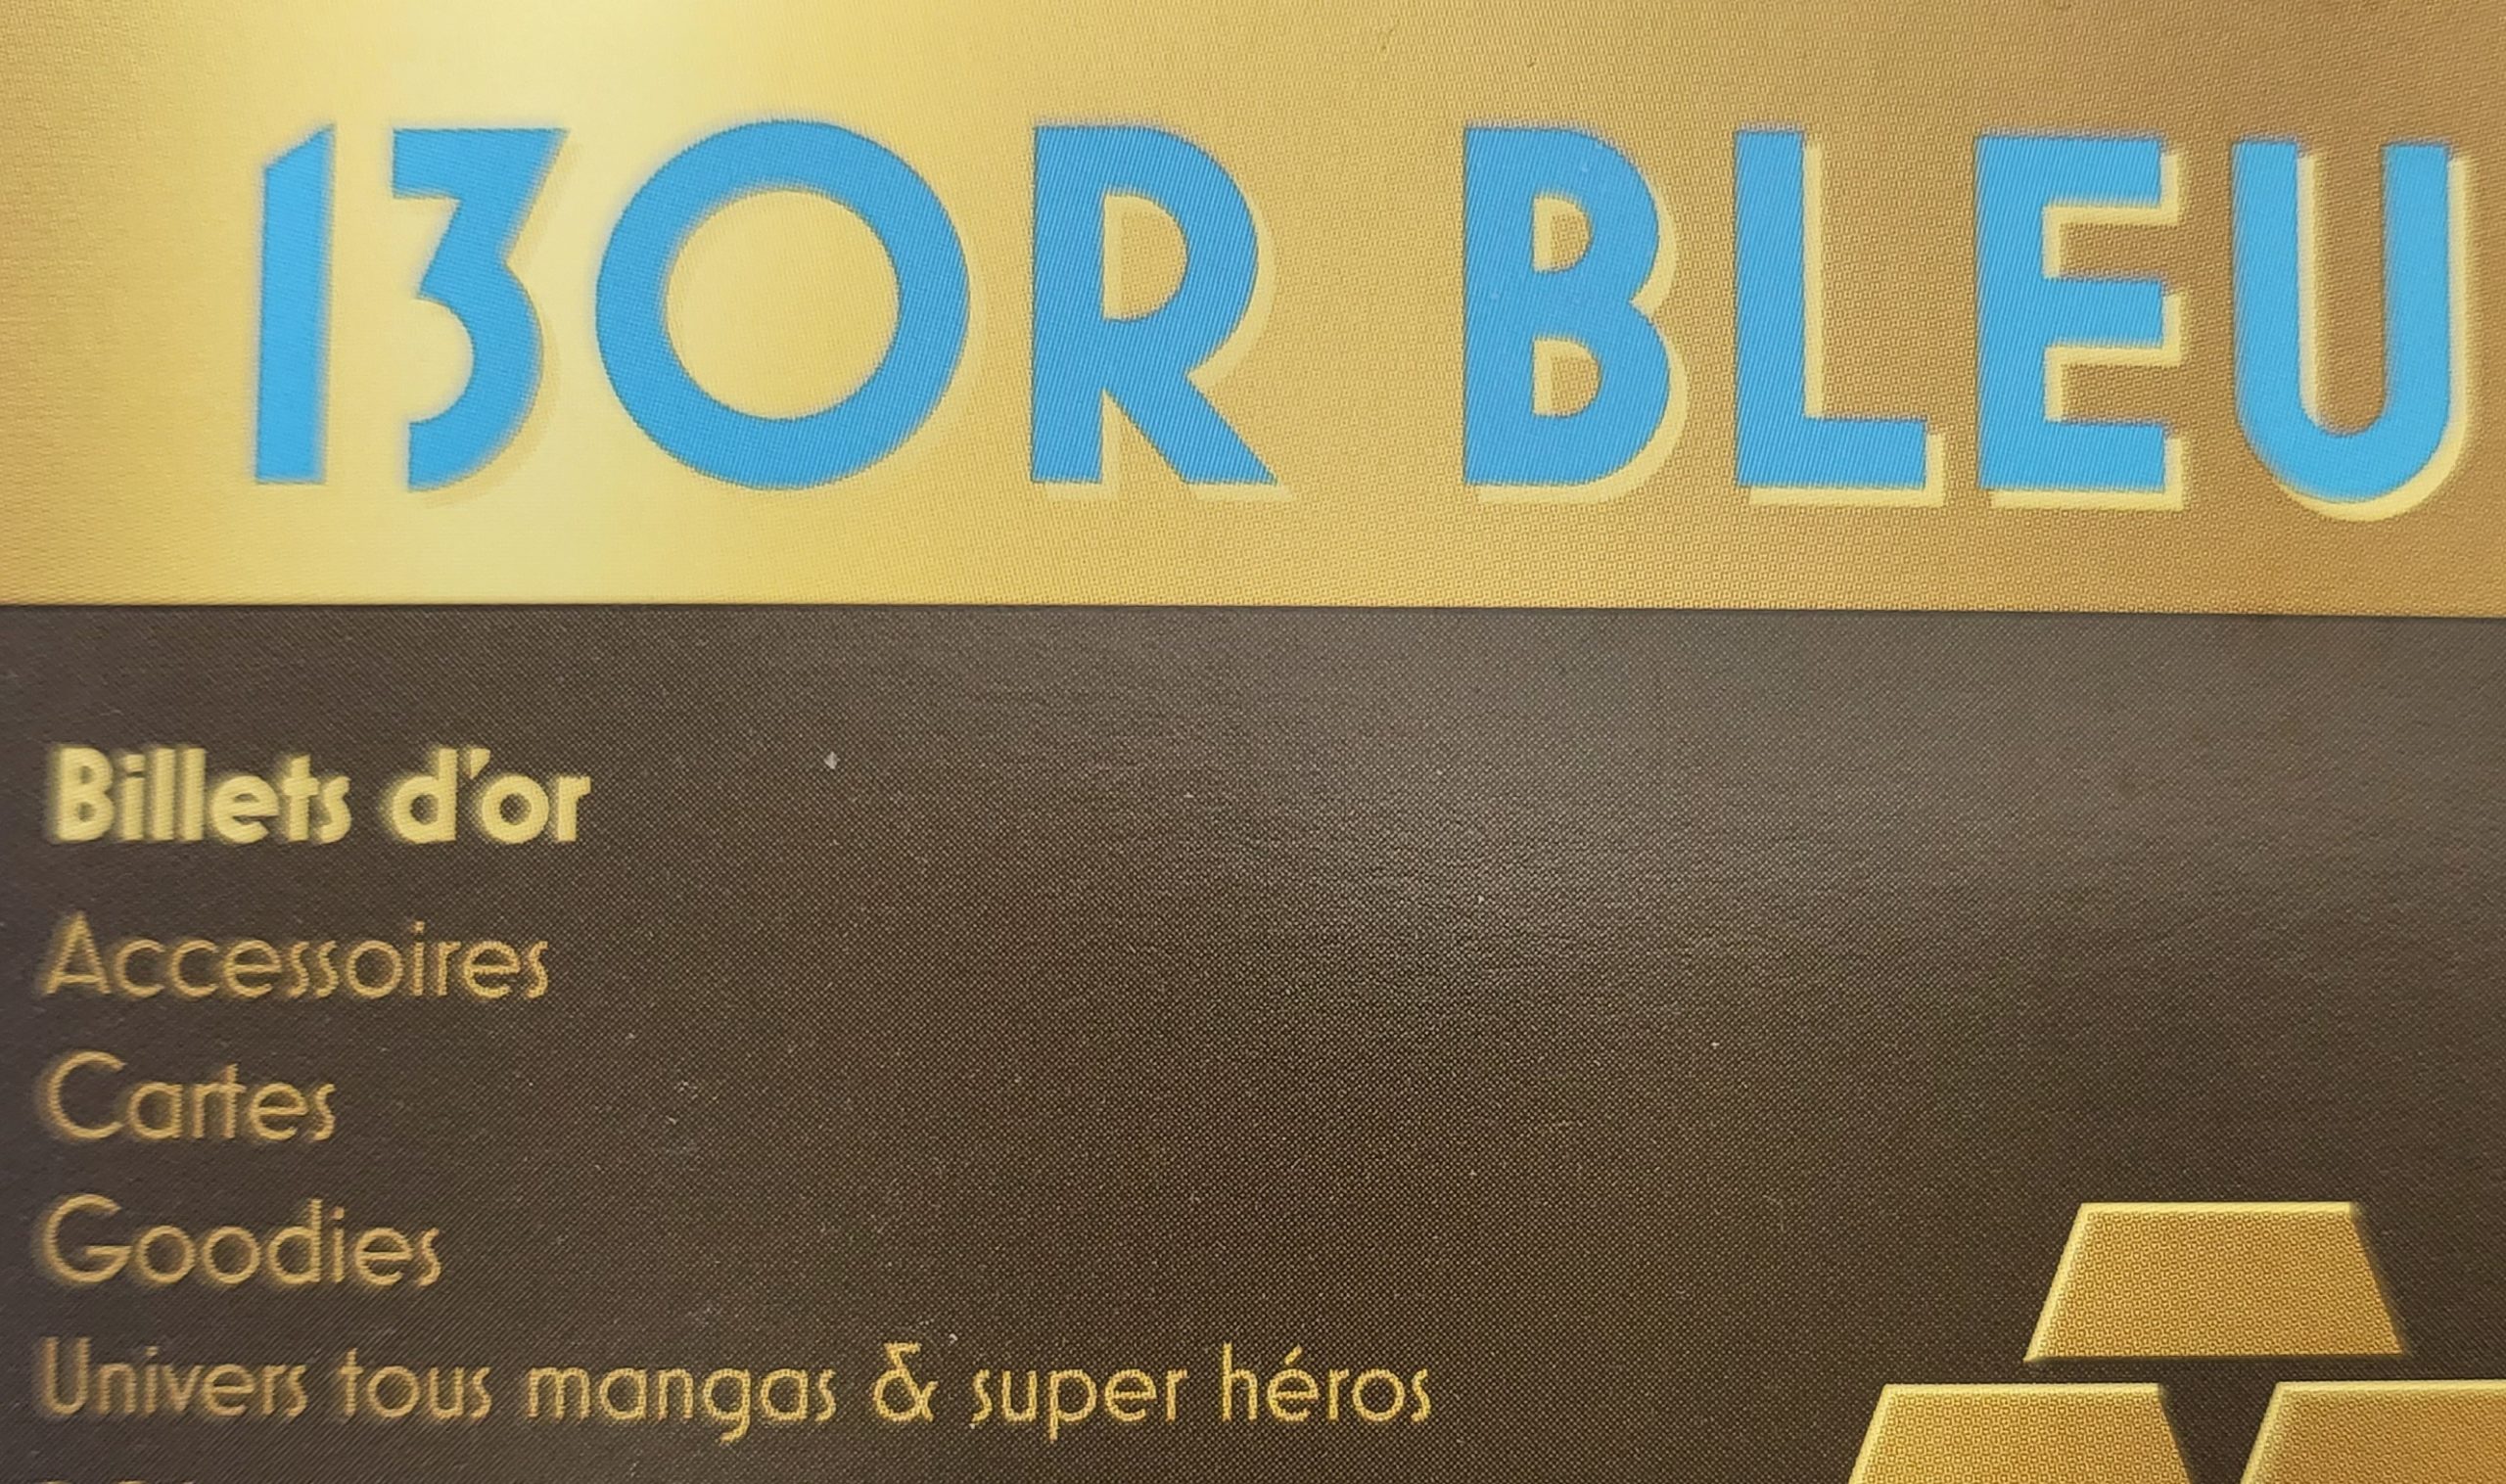 13OR BLEU
Billets d'or
Accessoires
Cartes
Goodies
Univers tous mangas & super héros